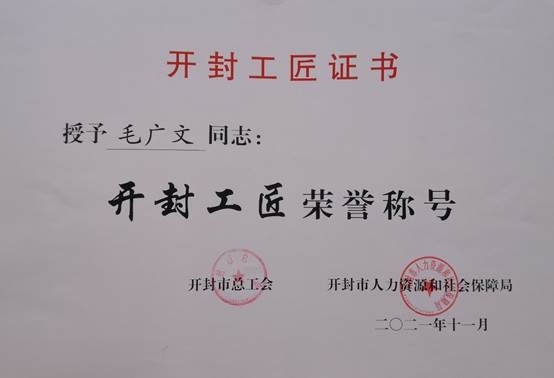 开封工匠证书
授予 毛广文 同志：
开封工匠 荣誉称号
开封市总工会 开封市人力资源和社会保障局
二〇二一年十一月